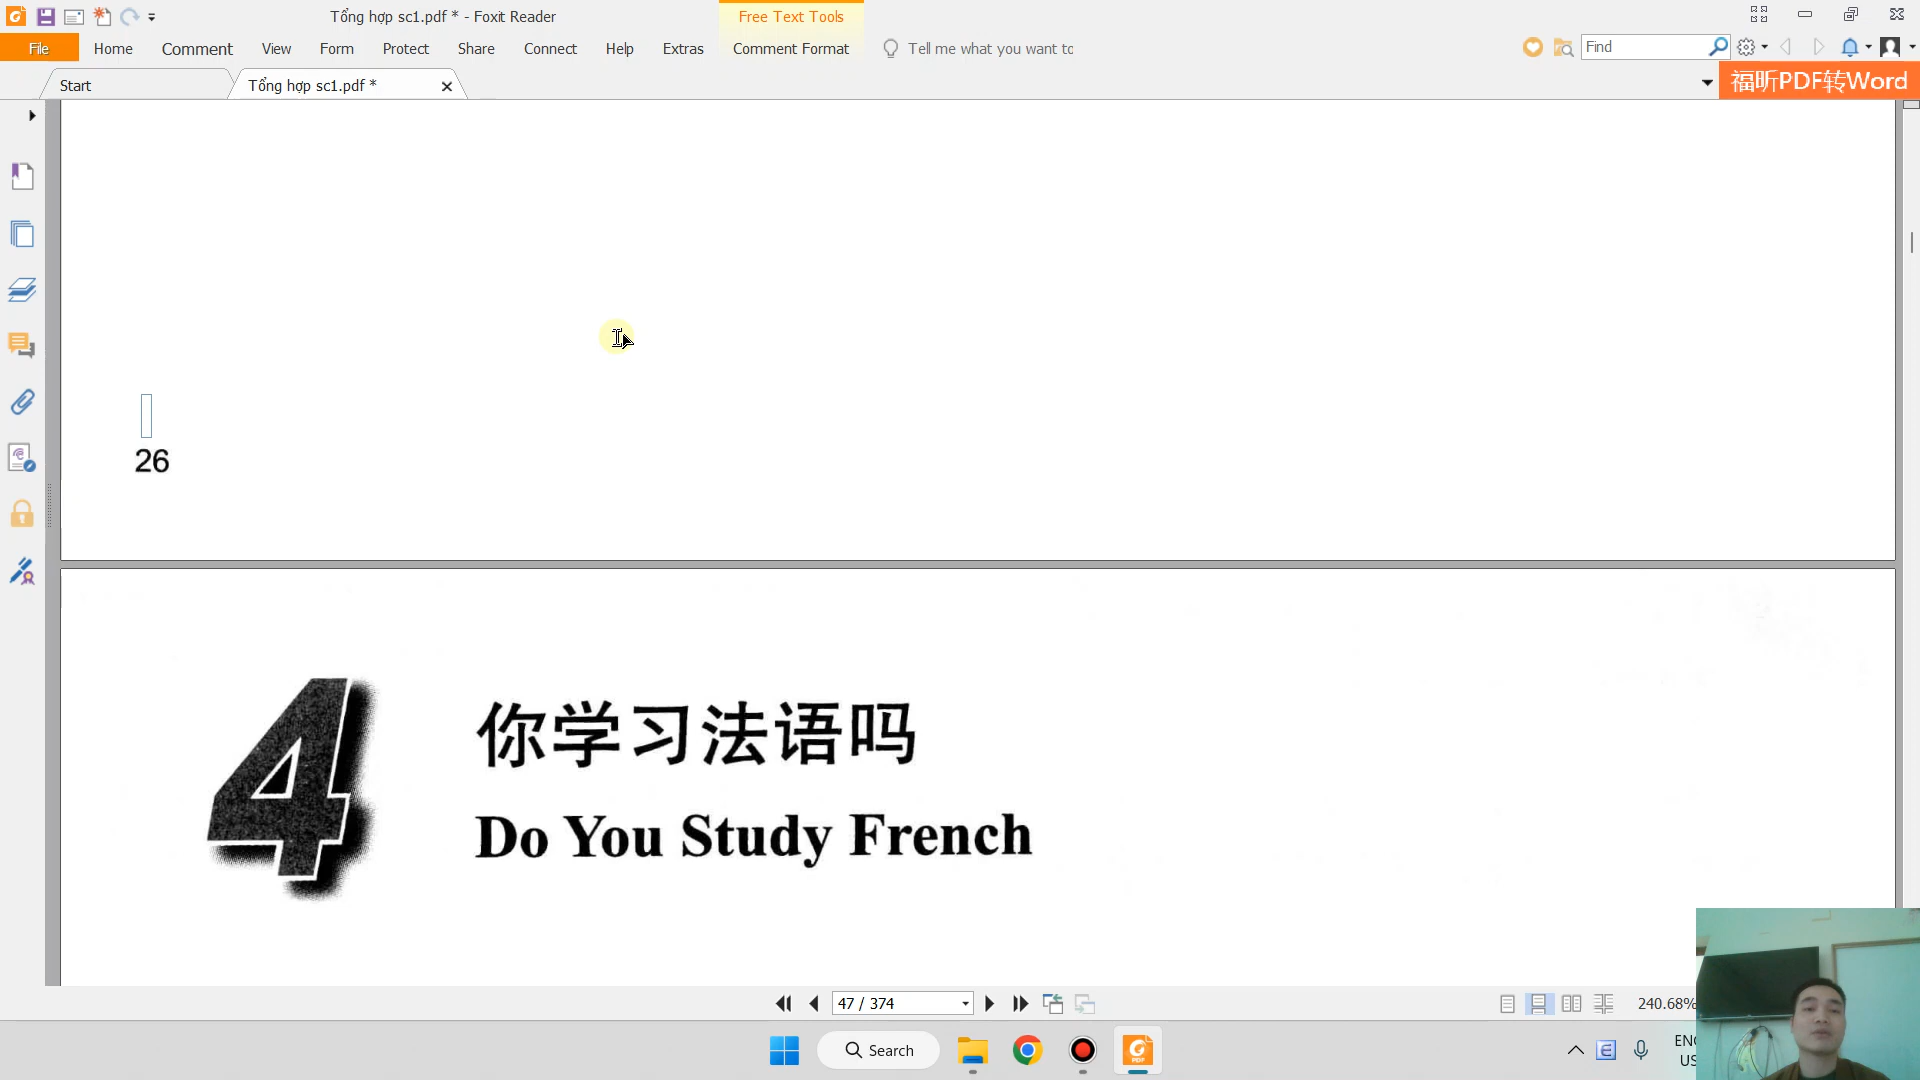 Tổng hợp sc1.pdf * - Foxit Reader
Free Text Tools
File
Home
Comment
View
Form
Protect
Share
Connect
Help
Extras
Comment Format
Tell me what you want to
Find
Start
Tổng hợp sc1.pdf *
福昕PDF转Word
26
4
你学习法语吗
Do You Study French
47 / 374
240.68%
Search